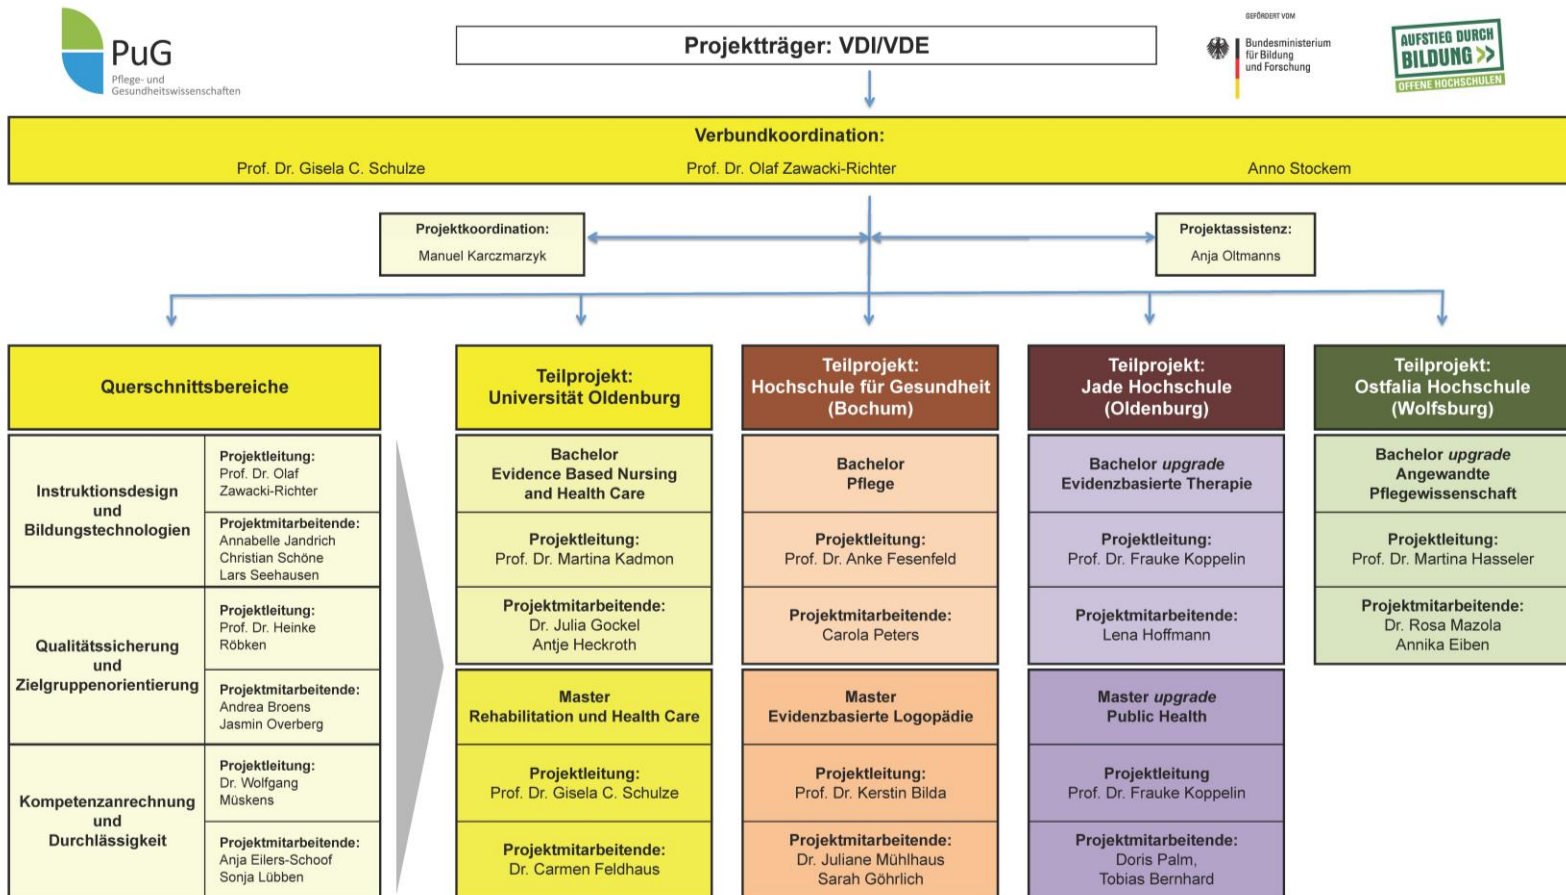 PuG
Pflege- und
Gesundheitswissenschaften
Projektträger: VDI/VDE
GEFÖRDERT VOM
Bundesministerium
für Bildung
und Forschung
AUFSTIEG DURCH
BILDUNG >>
OFFENE HOCHSCHULEN
Verbundkoordination:
Prof. Dr. Gisela C. Schulze
Prof. Dr. Olaf Zawacki-Richter
Anno Stockem
Projektkoordination:
Manuel Karczmarzyk
Projektassistenz:
Anja Oltmanns
Querschnittsbereiche
Instruktionsdesign
und
Bildungstechnologien
Projektleitung:
Prof. Dr. Olaf
Zawacki-Richter
Projektmitarbeitende:
Annabelle Jandrich
Christian Schöne
Lars Seehausen
Qualitätssicherung
und
Zielgruppenorientierung
Projektleitung:
Prof. Dr. Heinke
Röbken
Projektmitarbeitende:
Andrea Broens
Jasmin Overberg
Kompetenzanrechnung
und
Durchlässigkeit
Projektleitung:
Dr. Wolfgang
Müskens
Projektmitarbeitende:
Anja Eilers-Schoof
Sonja Lübben
Teilprojekt:
Universität Oldenburg
Bachelor
Evidence Based Nursing
and Health Care
Projektleitung:
Prof. Dr. Martina Kadmon
Projektmitarbeitende:
Dr. Julia Gockel
Antje Heckroth
Master
Rehabilitation und Health Care
Projektleitung:
Prof. Dr. Gisela C. Schulze
Projektmitarbeitende:
Dr. Carmen Feldhaus
Teilprojekt:
Hochschule für Gesundheit
(Bochum)
Bachelor
Pflege
Projektleitung:
Prof. Dr. Anke Fesenfeld
Projektmitarbeitende:
Carola Peters
Master
Evidenzbasierte Logopädie
Projektleitung:
Prof. Dr. Kerstin Bilda
Projektmitarbeitende:
Dr. Juliane Mühlhaus
Sarah Göhrlich
Teilprojekt:
Jade Hochschule
(Oldenburg)
Bachelor upgrade
Evidenzbasierte Therapie
Projektleitung:
Prof. Dr. Frauke Koppelin
Projektmitarbeitende:
Lena Hoffmann
Master upgrade
Public Health
Projektleitung
Prof. Dr. Frauke Koppelin
Projektmitarbeitende:
Doris Palm,
Tobias Bernhard
Teilprojekt:
Ostfalia Hochschule
(Wolfsburg)
Bachelor upgrade
Angewandte
Pflegewissenschaft
Projektleitung:
Prof. Dr. Martina Hasseler
Projektmitarbeitende:
Dr. Rosa Mazola
Annika Eiben